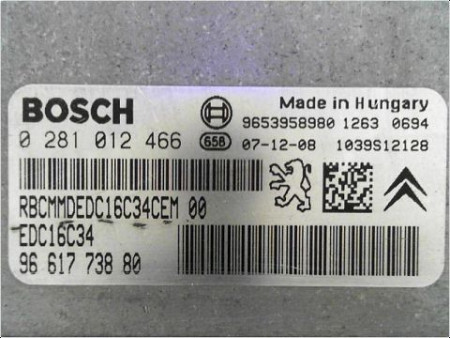 BOSCH
Made in Hungary
9653958980 1263 0694
0 281 012 466
658
07-12-08 1039S12128
RBCMMDEDC16C34CEM 00
EDC16C34
96 617 738 80